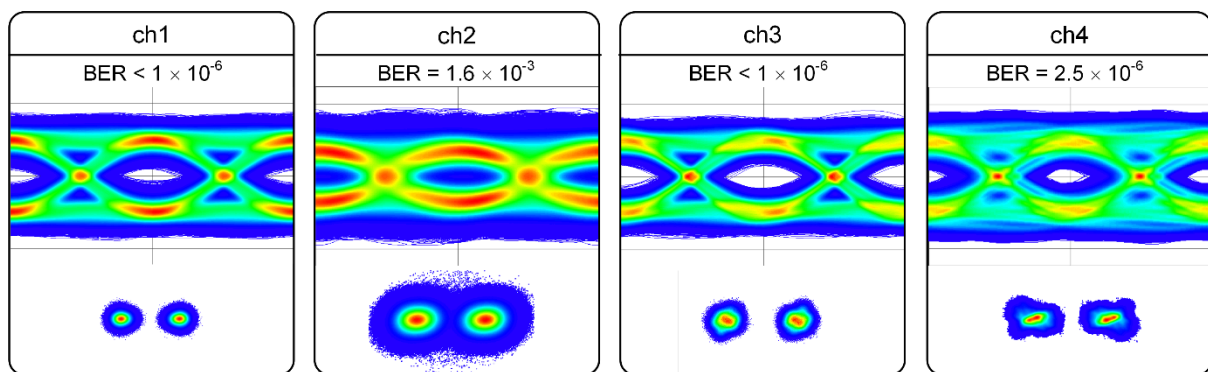 ch1
BER < 1 × 10⁻⁶
ch2
BER = 1.6 × 10⁻³
ch3
BER < 1 × 10⁻⁶
ch4
BER = 2.5 × 10⁻⁶